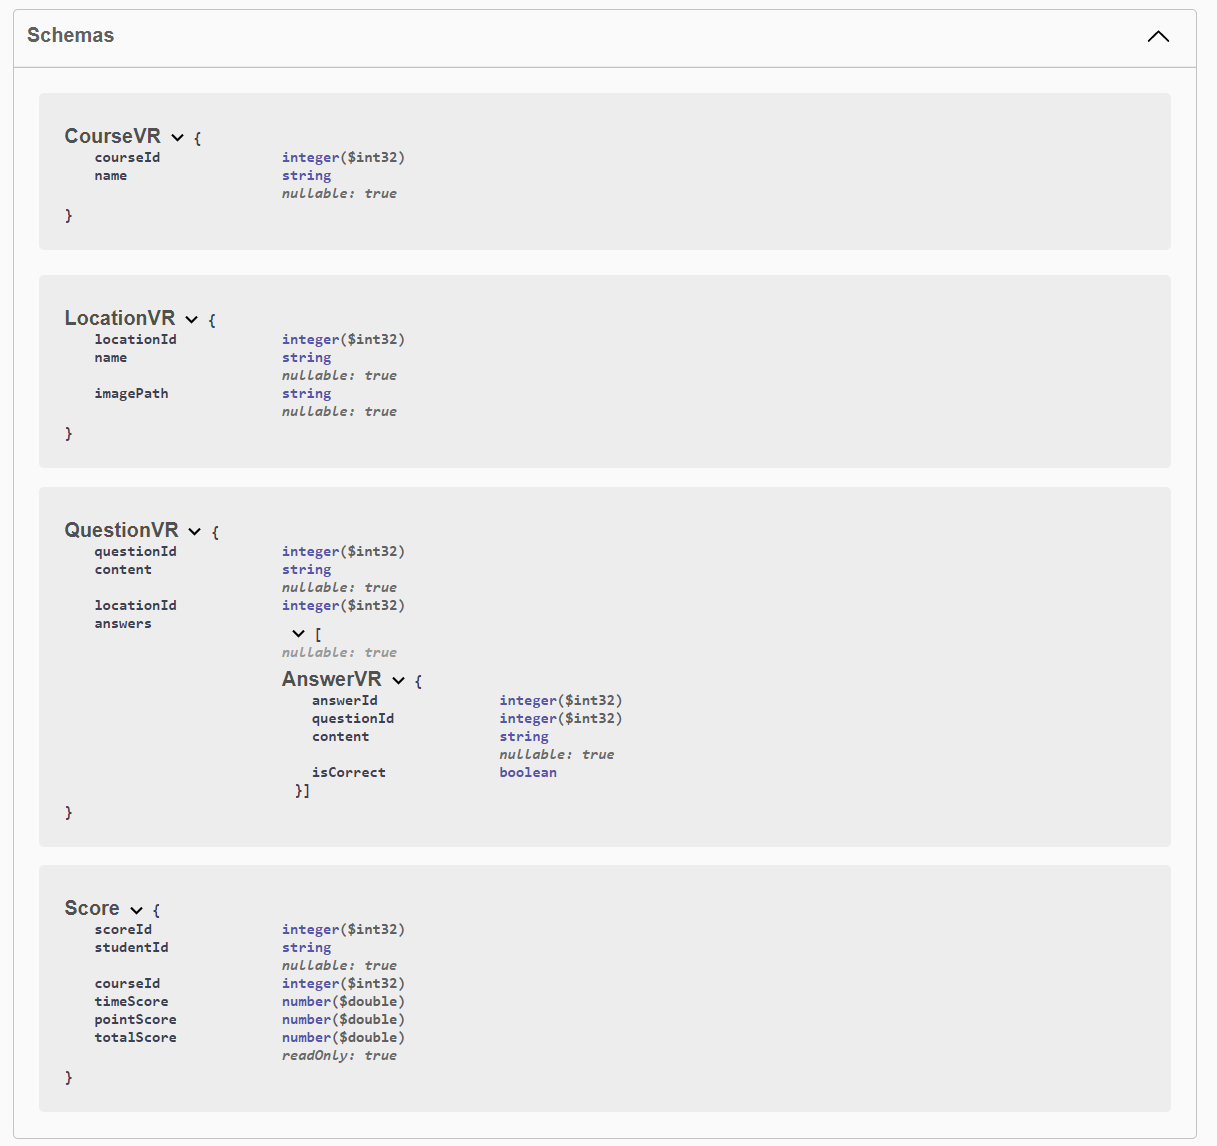 Schemas
CourseVR {
courseId integer($int32)
name string
nullable: true
}
LocationVR {
locationId integer($int32)
name string
nullable: true
imagePath string
nullable: true
}
QuestionVR {
questionId integer($int32)
content string
nullable: true
locationId integer($int32)
answers
[
nullable: true
AnswerVR {
answerId integer($int32)
questionId integer($int32)
content string
nullable: true
isCorrect boolean
}]
}
Score {
scoreId integer($int32)
studentId string
nullable: true
courseId integer($int32)
timeScore number($double)
pointScore number($double)
totalScore number($double)
readOnly: true
}